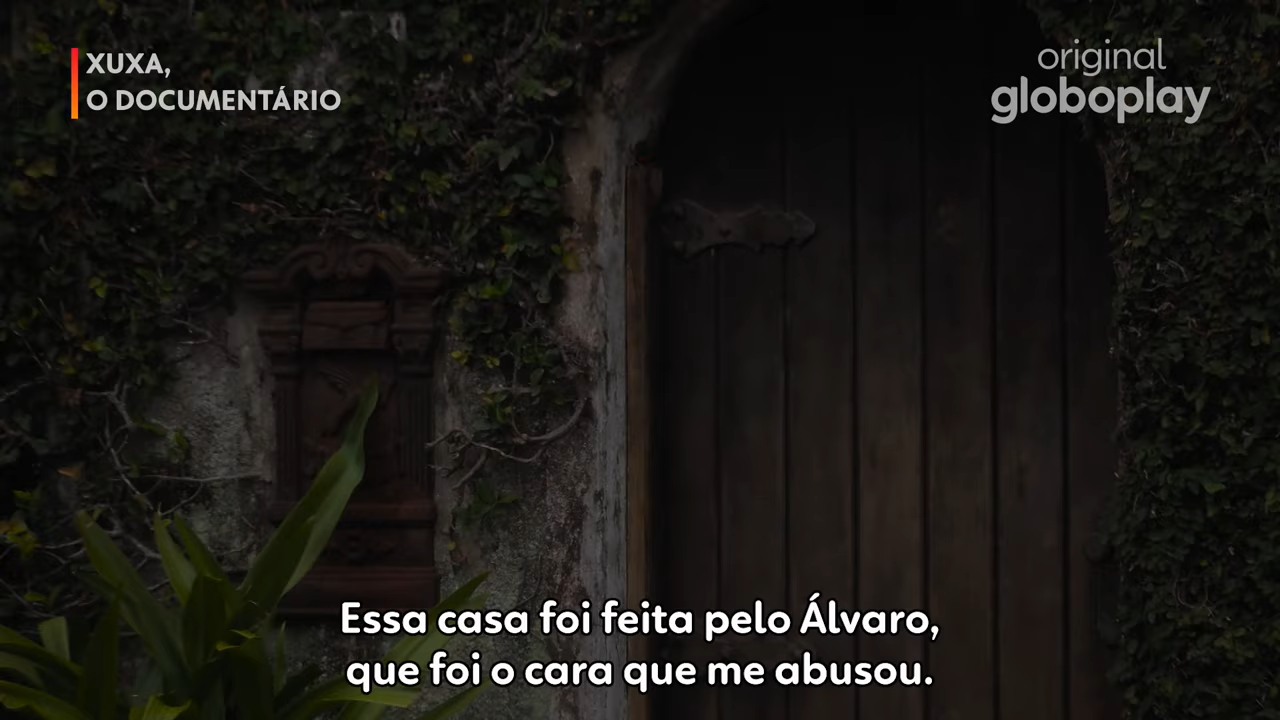 XUXA,
O DOCUMENTÁRIO
original
globoplay
Essa casa foi feita pelo Álvaro,
que foi o cara que me abusou.